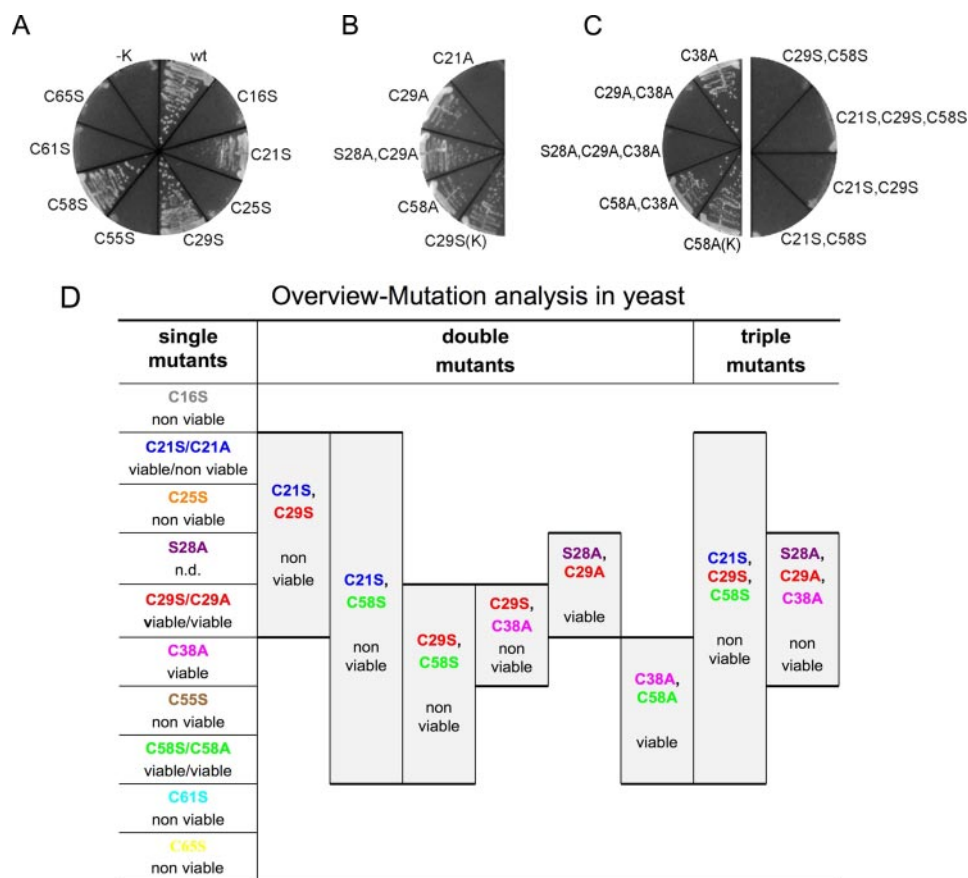 A
-K
wt
C65S
C16S
C61S
C21S
C58S
C25S
C55S
C29S
B
C21A
C29A
S28A,C29A
C58A
C29S(K)
C
C38A
C29S,C58S
C29A,C38A
C21S,C29S,C58S
S28A,C29A,C38A
C21S,C29S
C58A,C38A
C21S,C58S
C58A(K)
D
Overview-Mutation analysis in yeast
single
mutants
double
mutants
triple
mutants
C16S
non viable
C21S/C21A
viable/non viable
C25S
non viable
S28A
n.d.
C29S/C29A
viable/viable
C38A
viable
C55S
non viable
C58S/C58A
viable/viable
C61S
non viable
C65S
non viable
C21S,
C29S
non
viable
C21S,
C58S
non
viable
C29S,
C58S
non
viable
C29S,
C38A
non
viable
S28A,
C29A
viable
C38A,
C58A
viable
C21S,
C29S,
C58S
non
viable
S28A,
C29A,
C38A
non
viable